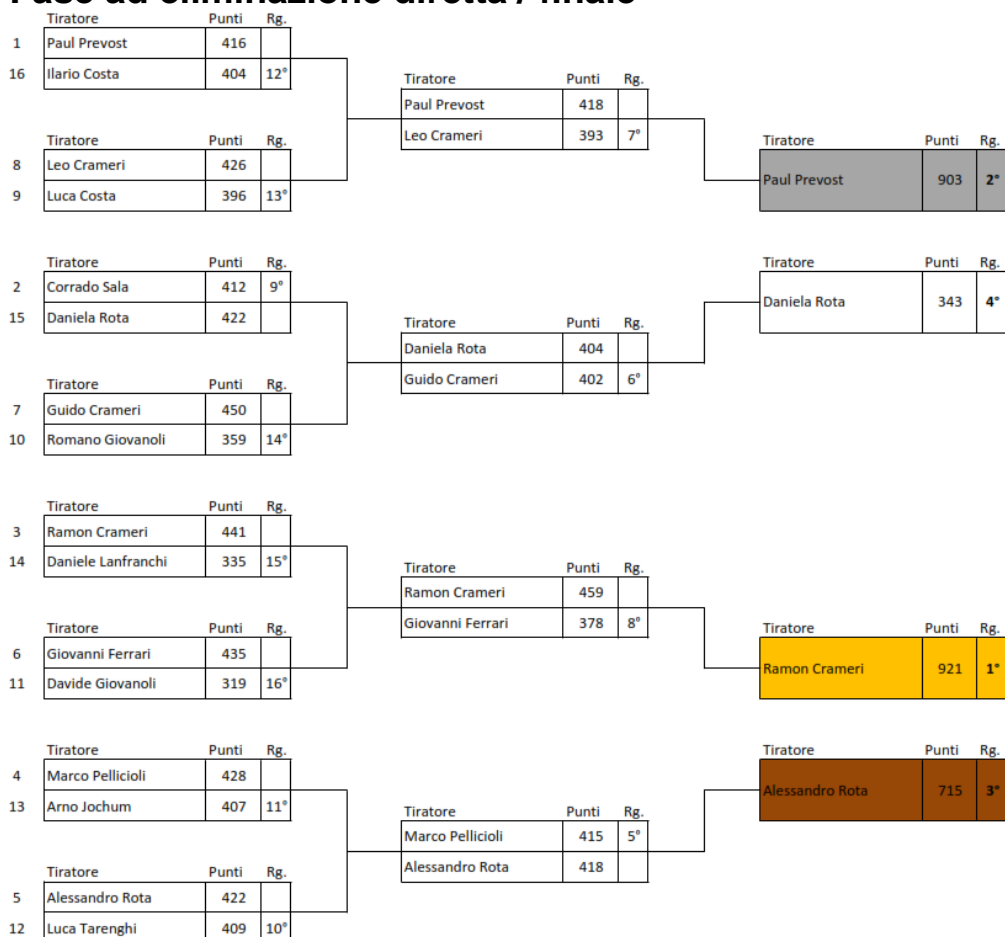 Fase ad eliminazione diretta / finale
Tiratore Punti Rg.
1 Paul Prevost 416
16 Ilario Costa 404 12°
Tiratore Punti Rg.
Paul Prevost 418
Leo Crameri 393 7°
Tiratore Punti Rg.
8 Leo Crameri 426
9 Luca Costa 396 13°
Tiratore Punti Rg.
Paul Prevost 903 2°
Tiratore Punti Rg.
2 Corrado Sala 412 9°
15 Daniela Rota 422
Tiratore Punti Rg.
Daniela Rota 343 4°
Tiratore Punti Rg.
Daniela Rota 404
Guido Crameri 402 6°
Tiratore Punti Rg.
7 Guido Crameri 450
10 Romano Giovanoli 359 14°
Tiratore Punti Rg.
3 Ramon Crameri 441
14 Daniele Lanfranchi 335 15°
Tiratore Punti Rg.
Ramon Crameri 459
Giovanni Ferrari 378 8°
Tiratore Punti Rg.
6 Giovanni Ferrari 435
11 Davide Giovanoli 319 16°
Tiratore Punti Rg.
Ramon Crameri 921 1°
Tiratore Punti Rg.
4 Marco Pellicioli 428
13 Arno Jochum 407 11°
Tiratore Punti Rg.
Alessandro Rota 715 3°
Tiratore Punti Rg.
Marco Pellicioli 415 5°
Alessandro Rota 418
Tiratore Punti Rg.
5 Alessandro Rota 422
12 Luca Tarenghi 409 10°